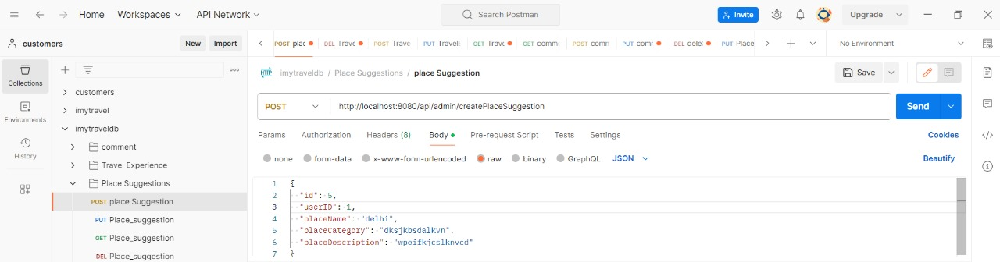 Home Workspaces API Network Search Postman Invite Upgrade
customers New Import POST plac DEL Trave POST Trave PUT Travell GET Trave GET comme POST comm PUT comr DEL dele PUT Place No Environment
Collections
imytraveldb / Place Suggestions / place Suggestion Save
customers
POST http://localhost:8080/api/admin/createPlaceSuggestion Send
Environments
imytravel
imytraveldb
Params Authorization Headers (8) Body Pre-request Script Tests Settings Cookies
History
comment
none form-data x-www-form-urlencoded raw binary GraphQL JSON Beautify
Travel Experience
Place Suggestions
1 {
2 "id": 5,
POST place Suggestion
3 "userID": 1,
PUT Place_suggestion
4 "placeName": "delhi",
5 "placeCategory": "dksjkbsdalkvn",
GET Place_suggestion
6 "placeDescription": "wpeifkjcslknvcd"
DEL Place_suggestion
7 }